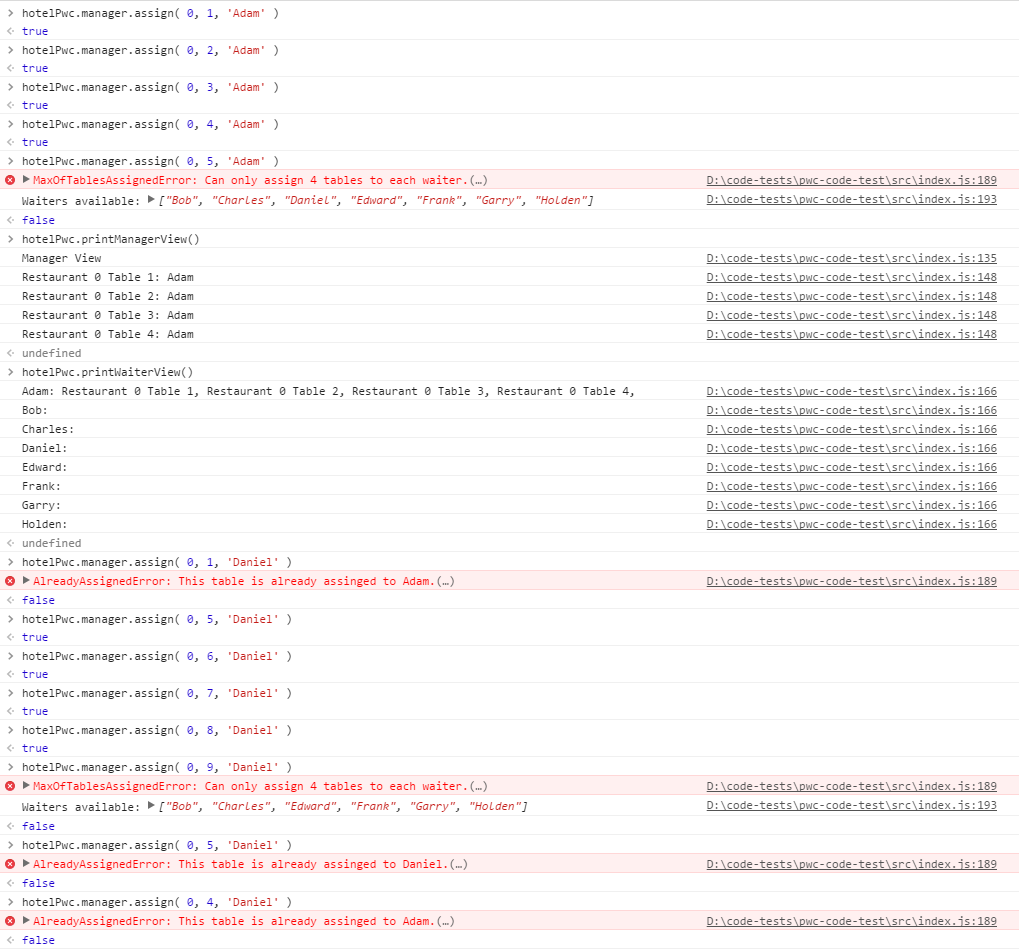 hotelPwc.manager.assign( 0, 1, 'Adam' )
true
hotelPwc.manager.assign( 0, 2, 'Adam' )
true
hotelPwc.manager.assign( 0, 3, 'Adam' )
true
hotelPwc.manager.assign( 0, 4, 'Adam' )
true
hotelPwc.manager.assign( 0, 5, 'Adam' )
MaxOfTablesAssignedError: Can only assign 4 tables to each waiter.(…) D:\code-tests\pwc-code-test\src\index.js:189
Waiters available: ["Bob", "Charles", "Daniel", "Edward", "Frank", "Garry", "Holden"] D:\code-tests\pwc-code-test\src\index.js:193
false
hotelPwc.printManagerView()
Manager View D:\code-tests\pwc-code-test\src\index.js:135
Restaurant 0 Table 1: Adam D:\code-tests\pwc-code-test\src\index.js:148
Restaurant 0 Table 2: Adam D:\code-tests\pwc-code-test\src\index.js:148
Restaurant 0 Table 3: Adam D:\code-tests\pwc-code-test\src\index.js:148
Restaurant 0 Table 4: Adam D:\code-tests\pwc-code-test\src\index.js:148
undefined
hotelPwc.printWaiterView()
Adam: Restaurant 0 Table 1, Restaurant 0 Table 2, Restaurant 0 Table 3, Restaurant 0 Table 4, D:\code-tests\pwc-code-test\src\index.js:166
Bob: D:\code-tests\pwc-code-test\src\index.js:166
Charles: D:\code-tests\pwc-code-test\src\index.js:166
Daniel: D:\code-tests\pwc-code-test\src\index.js:166
Edward: D:\code-tests\pwc-code-test\src\index.js:166
Frank: D:\code-tests\pwc-code-test\src\index.js:166
Garry: D:\code-tests\pwc-code-test\src\index.js:166
Holden: D:\code-tests\pwc-code-test\src\index.js:166
undefined
hotelPwc.manager.assign( 0, 1, 'Daniel' )
AlreadyAssignedError: This table is already assinged to Adam.(…) D:\code-tests\pwc-code-test\src\index.js:189
false
hotelPwc.manager.assign( 0, 5, 'Daniel' )
true
hotelPwc.manager.assign( 0, 6, 'Daniel' )
true
hotelPwc.manager.assign( 0, 7, 'Daniel' )
true
hotelPwc.manager.assign( 0, 8, 'Daniel' )
true
hotelPwc.manager.assign( 0, 9, 'Daniel' )
MaxOfTablesAssignedError: Can only assign 4 tables to each waiter.(…) D:\code-tests\pwc-code-test\src\index.js:189
Waiters available: ["Bob", "Charles", "Edward", "Frank", "Garry", "Holden"] D:\code-tests\pwc-code-test\src\index.js:193
false
hotelPwc.manager.assign( 0, 5, 'Daniel' )
AlreadyAssignedError: This table is already assinged to Daniel.(…) D:\code-tests\pwc-code-test\src\index.js:189
false
hotelPwc.manager.assign( 0, 4, 'Daniel' )
AlreadyAssignedError: This table is already assinged to Adam.(…) D:\code-tests\pwc-code-test\src\index.js:189
false